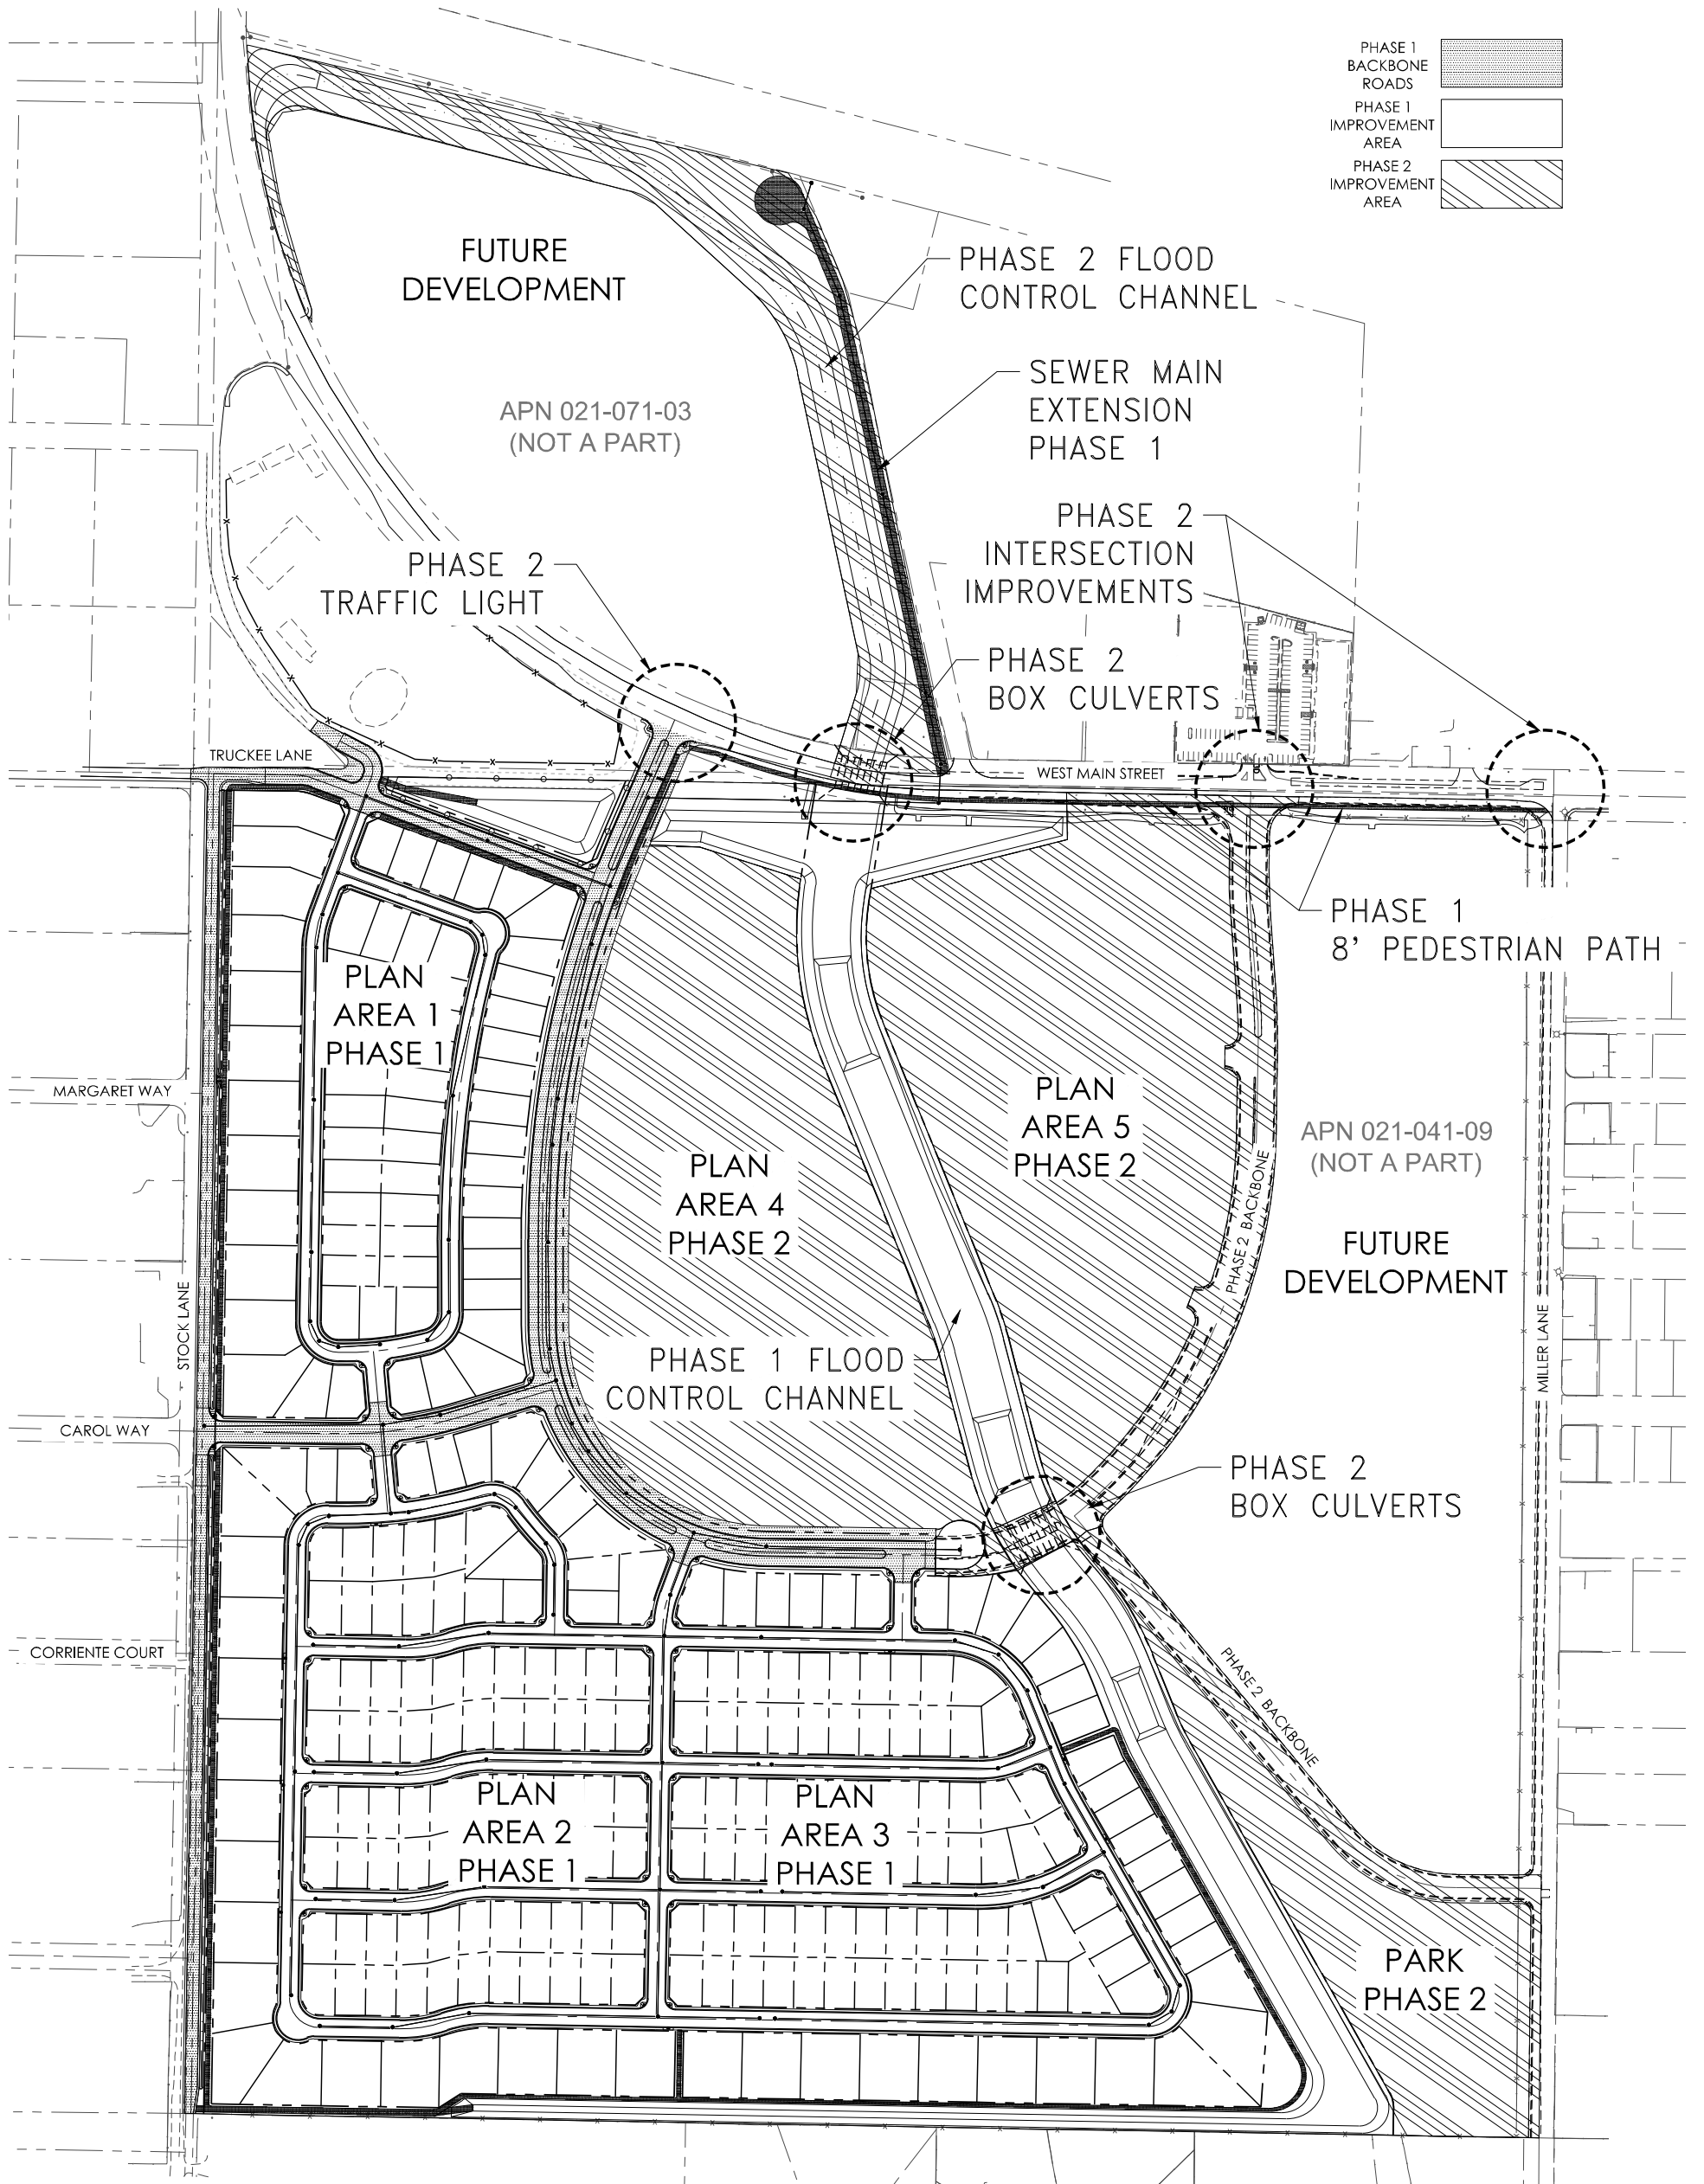 PHASE 1
BACKBONE
ROADS
PHASE 1
IMPROVEMENT
AREA
PHASE 2
IMPROVEMENT
AREA
FUTURE
DEVELOPMENT
PHASE 2 FLOOD
CONTROL CHANNEL
SEWER MAIN
EXTENSION
PHASE 1
APN 021-071-03
(NOT A PART)
PHASE 2
INTERSECTION
IMPROVEMENTS
PHASE 2
TRAFFIC LIGHT
PHASE 2
BOX CULVERTS
TRUCKEE LANE
WEST MAIN STREET
PHASE 1
8' PEDESTRIAN PATH
PLAN
AREA 1
PHASE 1
MARGARET WAY
PLAN
AREA 5
PHASE 2
APN 021-041-09
(NOT A PART)
PLAN
AREA 4
PHASE 2
PHASE 2 BACKBONE
FUTURE
DEVELOPMENT
STOCK LANE
MILLER LANE
PHASE 1 FLOOD
CONTROL CHANNEL
CAROL WAY
PHASE 2
BOX CULVERTS
CORRIENTE COURT
PHASE 2 BACKBONE
PLAN
AREA 2
PHASE 1
PLAN
AREA 3
PHASE 1
PARK
PHASE 2